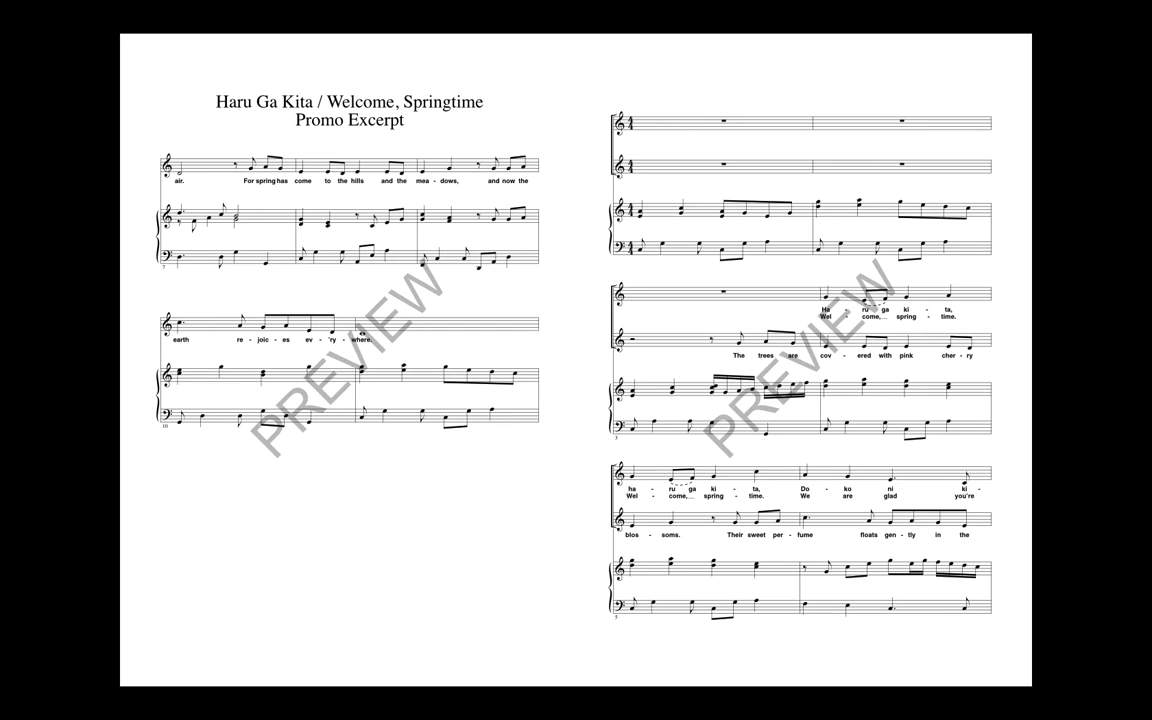 Haru Ga Kita / Welcome, Springtime
Promo Excerpt
air. For spring has come to the hills and the mea - dows, and now the
7
earth re - joic - es ev - 'ry - where.
10
PREVIEW
Ha - ru ga ki - ta,
Wel - come, spring - time.
The trees are cov - ered with pink cher - ry
3
PREVIEW
ha - ru ga ki - ta, Do - ko ni ki -
Wel - come, spring - time. We are glad you're
blos - soms. Their sweet per - fume floats gen - tly in the
5